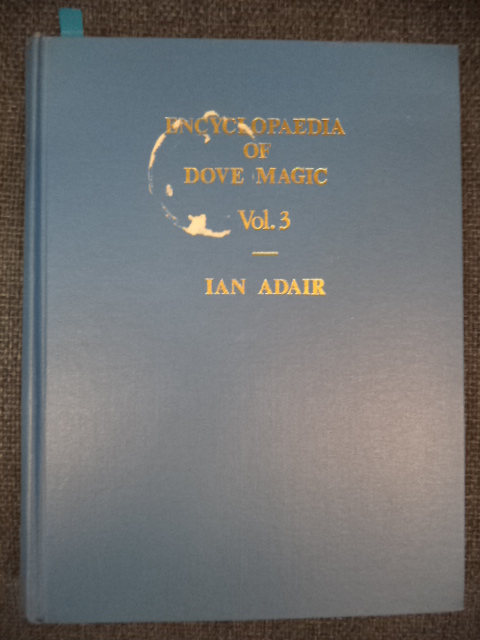 ENCYCLOPAEDIA
OF
DOVE MAGIC
Vol. 3
IAN ADAIR